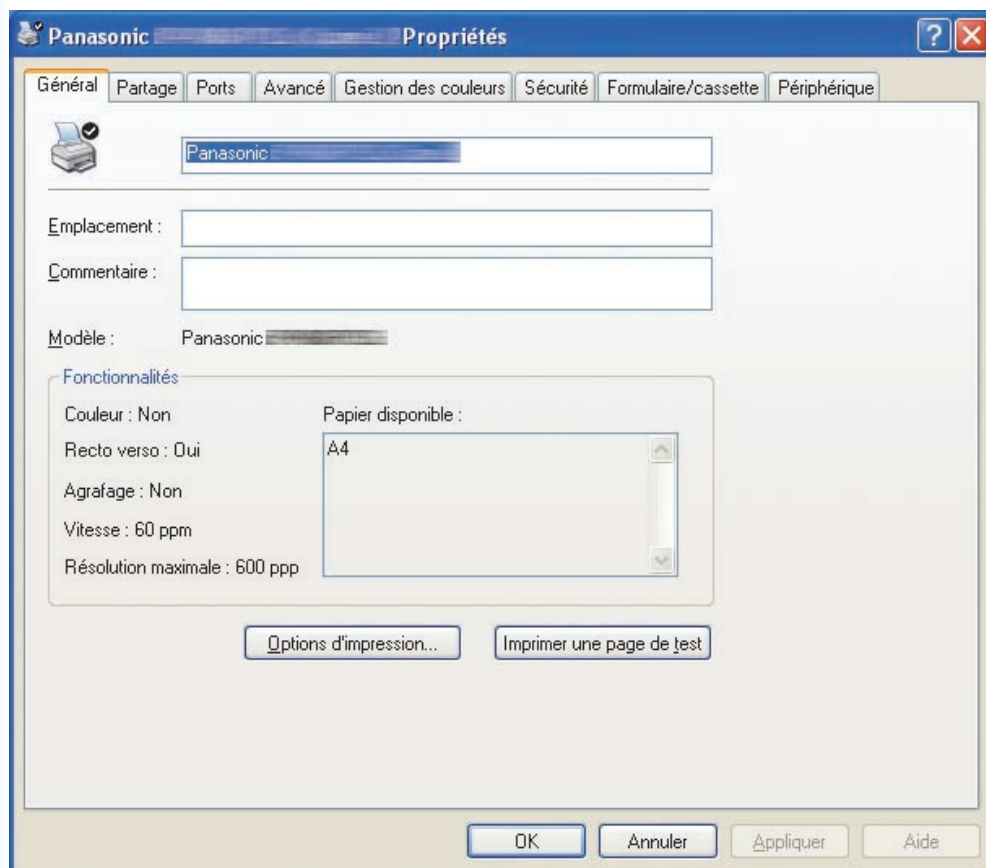 Panasonic Propriétés
Général Partage Ports Avancé Gestion des couleurs Sécurité Formulaire/cassette Périphérique
Panasonic
Emplacement :
Commentaire :
Modèle : Panasonic
Fonctionnalités
Couleur : Non Papier disponible :
Recto verso : Oui A4
Agrafage : Non
Vitesse : 60 ppm
Résolution maximale : 600 ppp
Options d'impression... Imprimer une page de test
OK Annuler Appliquer Aide